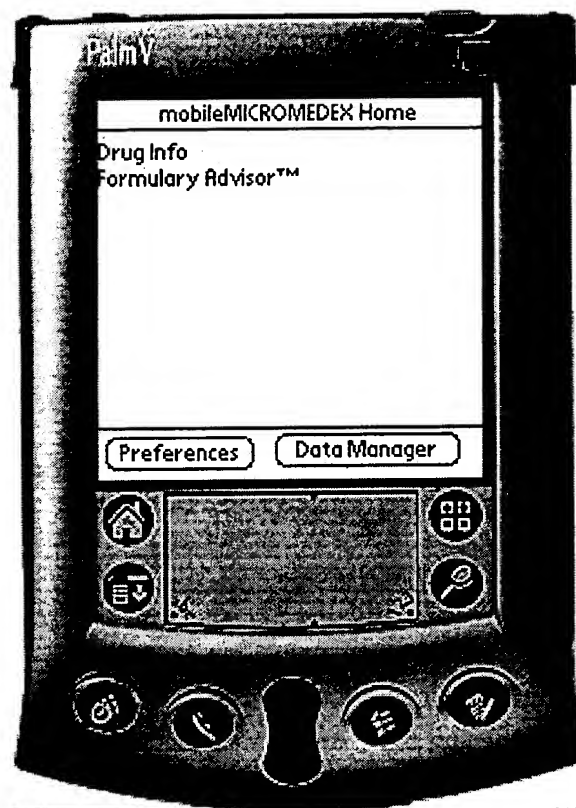 PalmV
mobileMICROMEDEX Home
Drug Info
Formulary Advisor™
Preferences
Data Manager